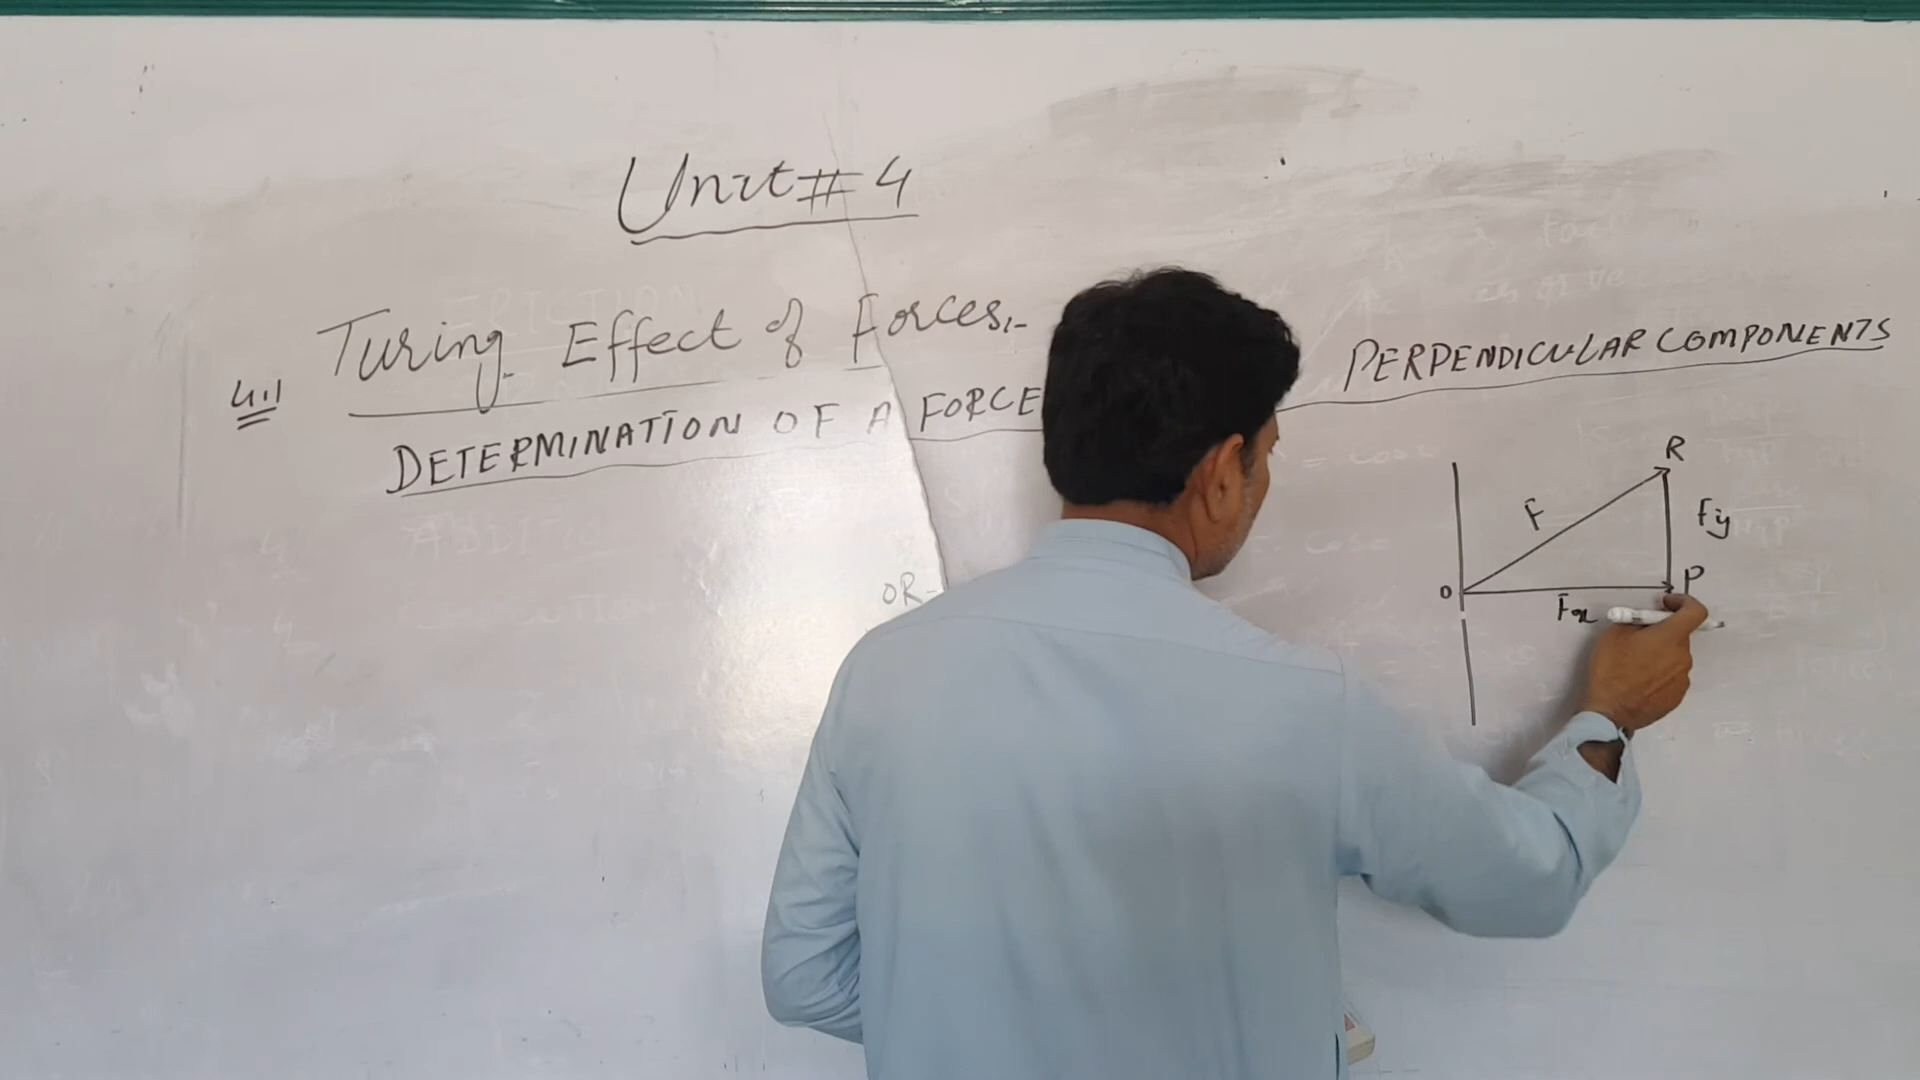 Unit # 4
Turing Effect of Forces:-
4.1
DETERMINATION OF A FORCE PERPENDICULAR COMPONENTS
R
F
Fy
O
P
Fx
OR-